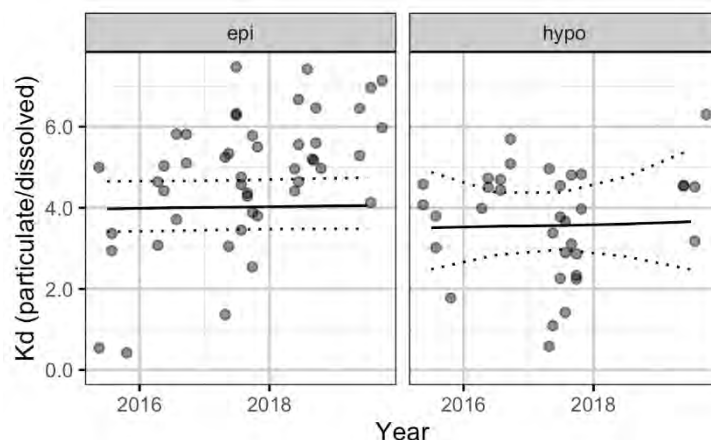 epi hypo
Kd (particulate/dissolved)
6.0
4.0
2.0
0.0
2016 2018 2016 2018
Year